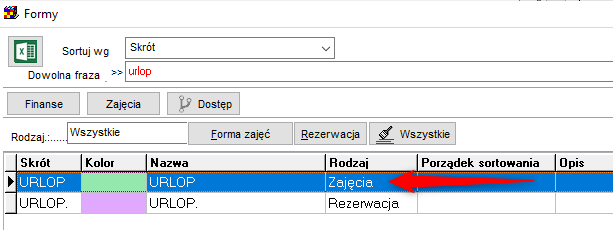 Formy
Sortuj wg Skrót
Dowolna fraza >> urlop
Finanse Zajęcia Dostęp
Rodzaj.:...... Wszystkie Forma zajęć Rezerwacja Wszystkie
Skrót Kolor Nazwa Rodzaj Porządek sortowania Opis
URLOP URLOP Zajęcia
URLOP. URLOP. Rezerwacja